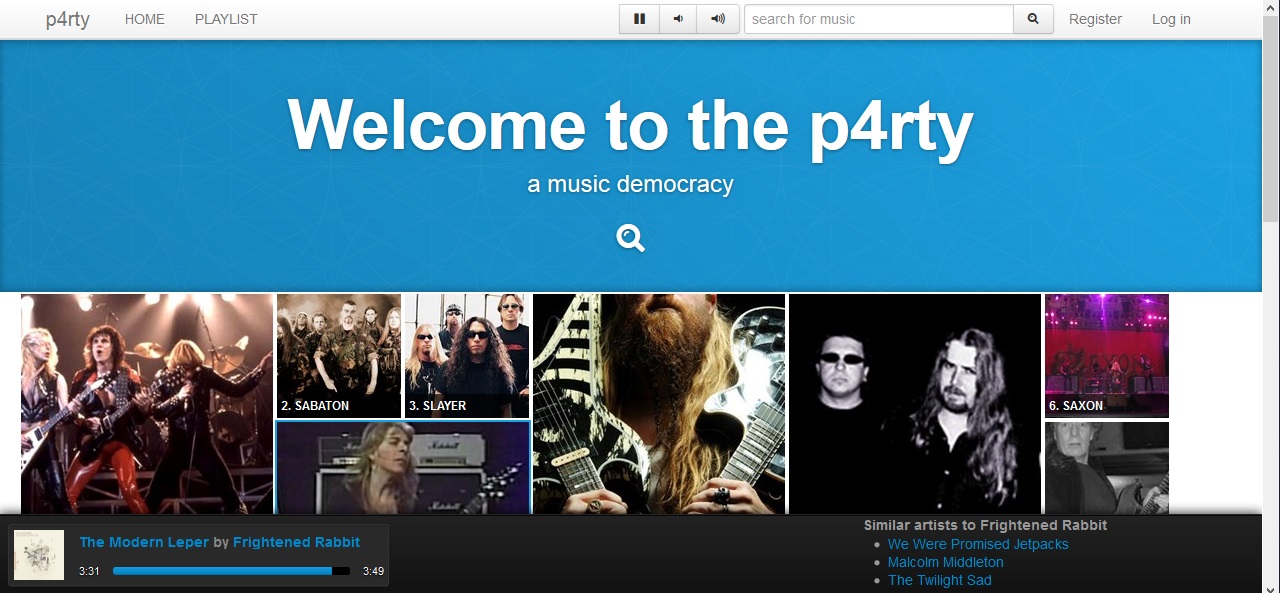 p4rty HOME PLAYLIST search for music Register Log in
Welcome to the p4rty
a music democracy
2. SABATON 3. SLAYER 6. SAXON
The Modern Leper by Frightened Rabbit
3:31 3:49
Similar artists to Frightened Rabbit
We Were Promised Jetpacks
Malcolm Middleton
The Twilight Sad